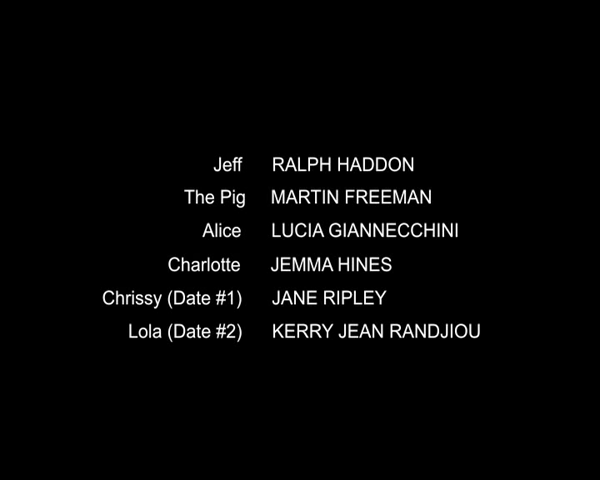 Jeff RALPH HADDON
The Pig MARTIN FREEMAN
Alice LUCIA GIANNECCHINI
Charlotte JEMMA HINES
Chrissy (Date #1) JANE RIPLEY
Lola (Date #2) KERRY JEAN RANDJIOU